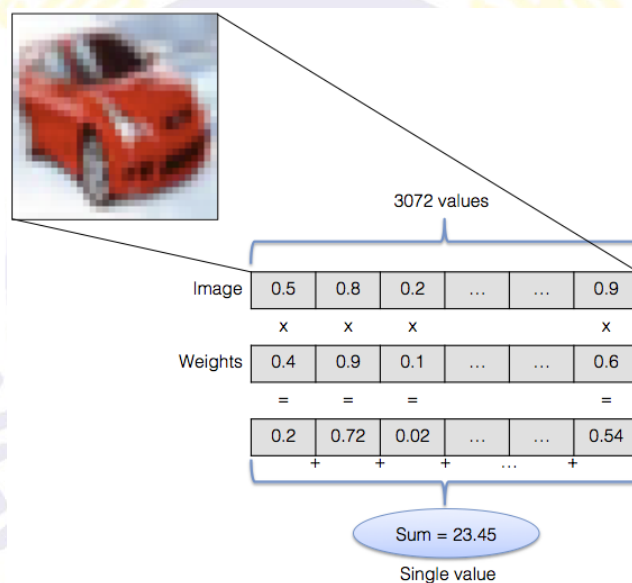 3072 values
Image 0.5 0.8 0.2 ... ... 0.9
x x x x
Weights 0.4 0.9 0.1 ... ... 0.6
= = = =
0.2 0.72 0.02 ... ... 0.54
+ + + ... +
Sum = 23.45
Single value